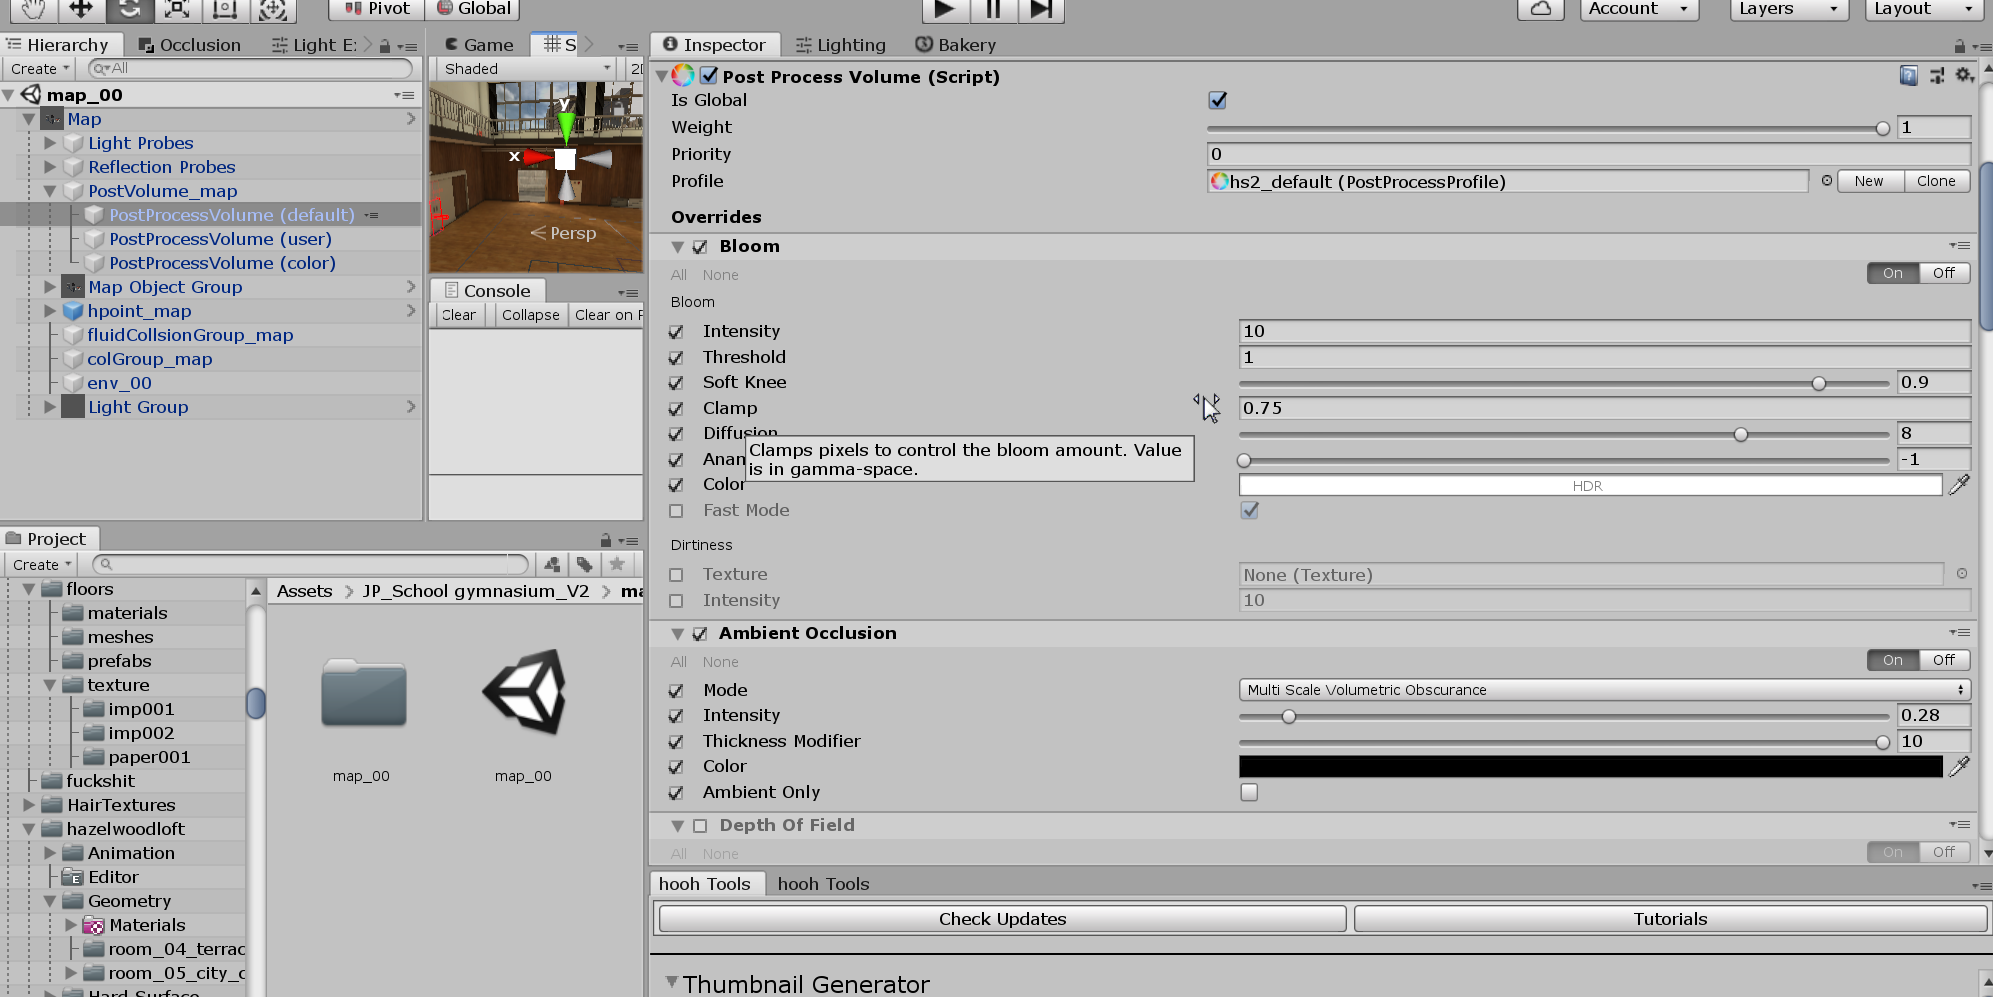 Pivot
Global
Account
Layers
Layout
Hierarchy
Occlusion
Light E:
Create
All
map_00
Map
Light Probes
Reflection Probes
PostVolume_map
PostProcessVolume (default)
PostProcessVolume (user)
PostProcessVolume (color)
Map Object Group
hpoint_map
fluidCollsionGroup_map
colGroup_map
env_00
Light Group
Game
S
Shaded
2D
y
x
Persp
Console
Clear
Collapse
Clear on P
Inspector
Lighting
Bakery
Post Process Volume (Script)
Is Global
Weight
1
Priority
0
Profile
hs2_default (PostProcessProfile)
New
Clone
Overrides
Bloom
All None
On Off
Bloom
Intensity
10
Threshold
1
Soft Knee
0.9
Clamp
0.75
Diffusion
8
Clamps pixels to control the bloom amount. Value
is in gamma-space.
Anan
-1
Color
HDR
Fast Mode
Dirtiness
Texture
None (Texture)
Intensity
10
Ambient Occlusion
All None
On Off
Mode
Multi Scale Volumetric Obscurance
Intensity
0.28
Thickness Modifier
10
Color
Ambient Only
Depth Of Field
All None
On Off
hooh Tools
hooh Tools
Check Updates
Tutorials
Thumbnail Generator
Project
Create
floors
materials
meshes
prefabs
texture
imp001
imp002
paper001
fuckshit
HairTextures
hazelwoodloft
Animation
Editor
Geometry
Materials
room_04_terrac
room_05_city_c
Hard Surface
Assets
JP_School gymnasium_V2
ma
map_00
map_00